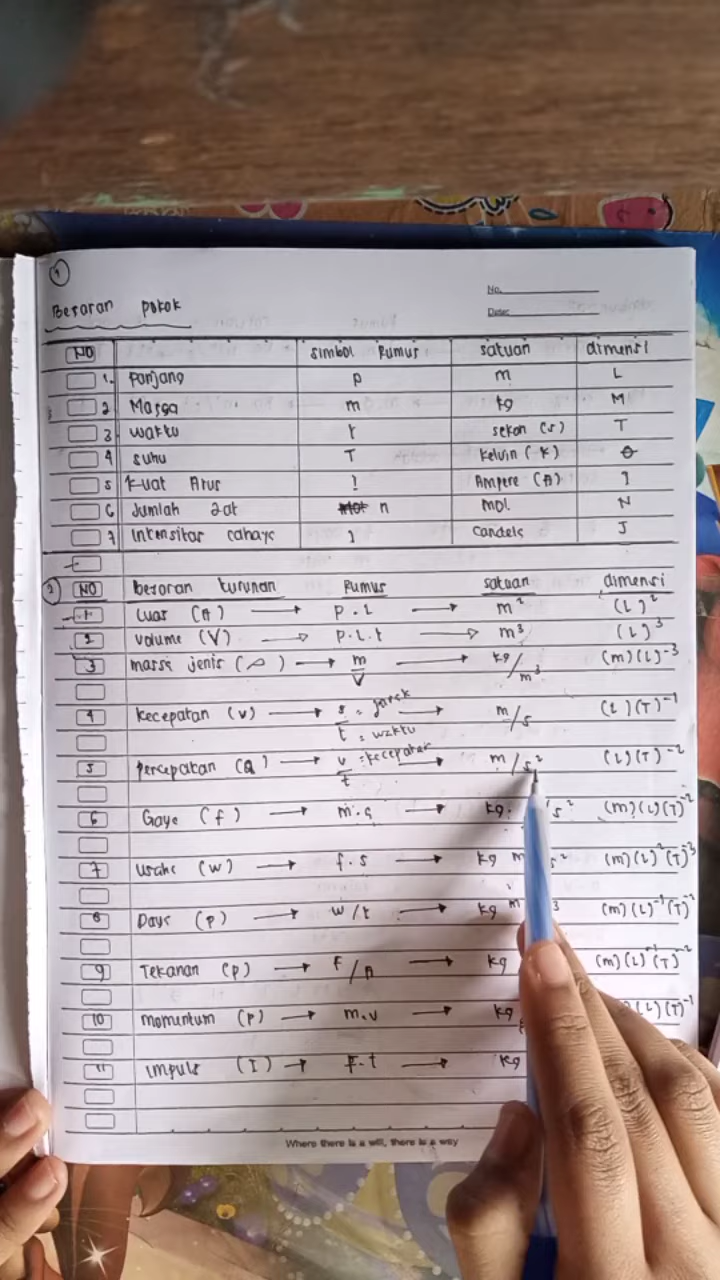 1
Besaran Pokok
No.
Date:
NO simbol Rumus satuan dimensi
1. Panjang P m L
2 Massa m kg M
3 waktu t sekon (s) T
4 suhu T Kelvin (K) θ
5 Kuat Arus I Ampere (A) I
6 Jumlah zat n mol N
7 Intensitas cahaya J Candela J
2 NO besaran turunan Rumus satuan dimensi
1 Luas (A) → P.L → m² (L)²
2 volume (V) → P.L.t → m³ (L)³
3 massa jenis (ρ) → m/V → kg/m³ (m)(L)⁻³
4 kecepatan (v) → s/t = jarak = waktu → m/s (L)(T)⁻¹
5 Percepatan (a) → v/t = kecepatan → m/s² (L)(T)⁻²
6 Gaya (f) → m.a → kg. /s² (m)(L)(T)⁻²
7 Usaha (w) → f.s → kg m s² (m)(L)²(T)⁻³
8 Daya (p) → w/t → kg m 3 (m)(L)⁻¹(T)⁻²
9 Tekanan (p) → F/A → kg (m)(L)⁻¹(T)⁻²
10 momentum (P) → m.v → kg (L)(T)⁻¹
11 impuls (I) → F.t → kg
Where there is a will, there is a way